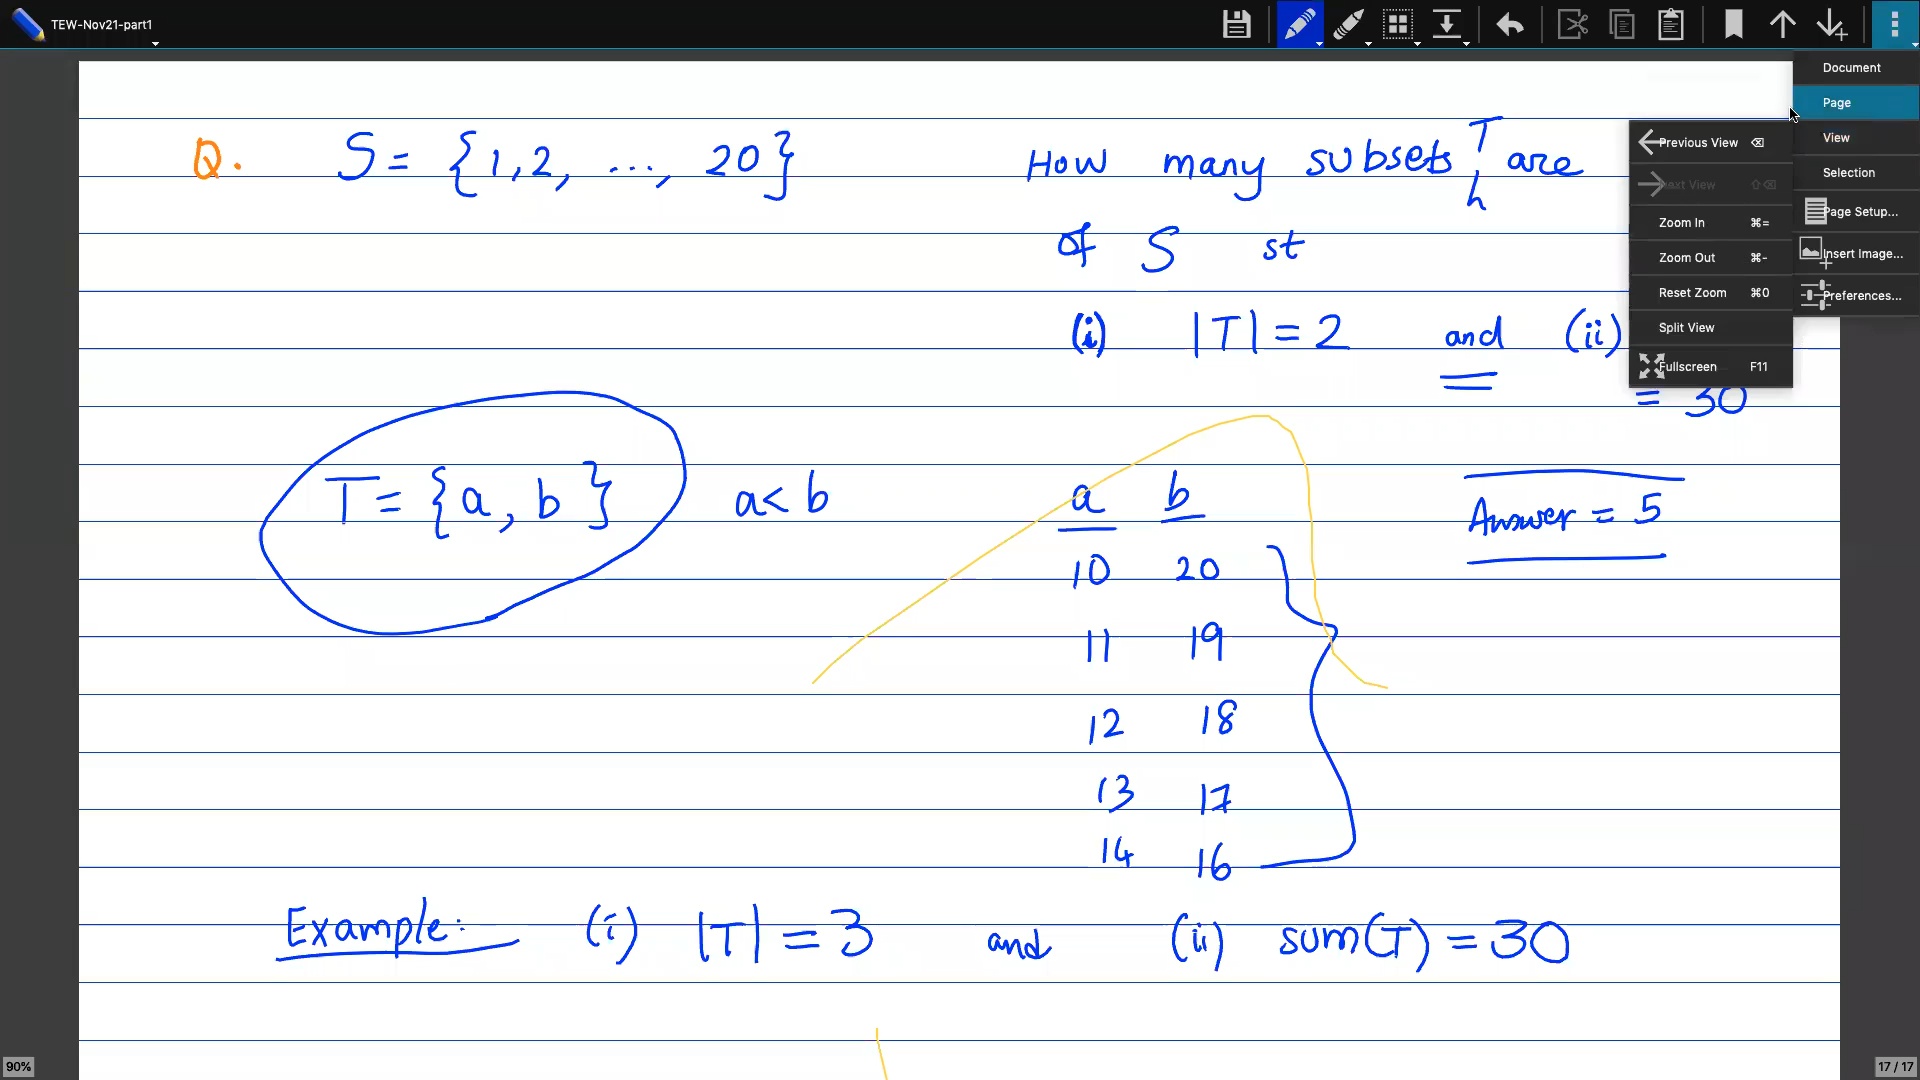 TEW-Nov21-part1
Document
Page
View
Selection
Page Setup...
Insert Image...
Preferences...
Previous View ⌫
Next View ⇧⌫
Zoom In ⌘=
Zoom Out ⌘-
Reset Zoom ⌘0
Split View
Fullscreen F11
Q. S = {1,2, ..., 20} How many subsets T are
of S st
(i) |T| = 2 and (ii)
= 30
T = {a, b} a < b
a b
Answer = 5
10 20
11 19
12 18
13 17
14 16
Example: (i) |T| = 3 and (ii) sum(T) = 30
90%
17 / 17